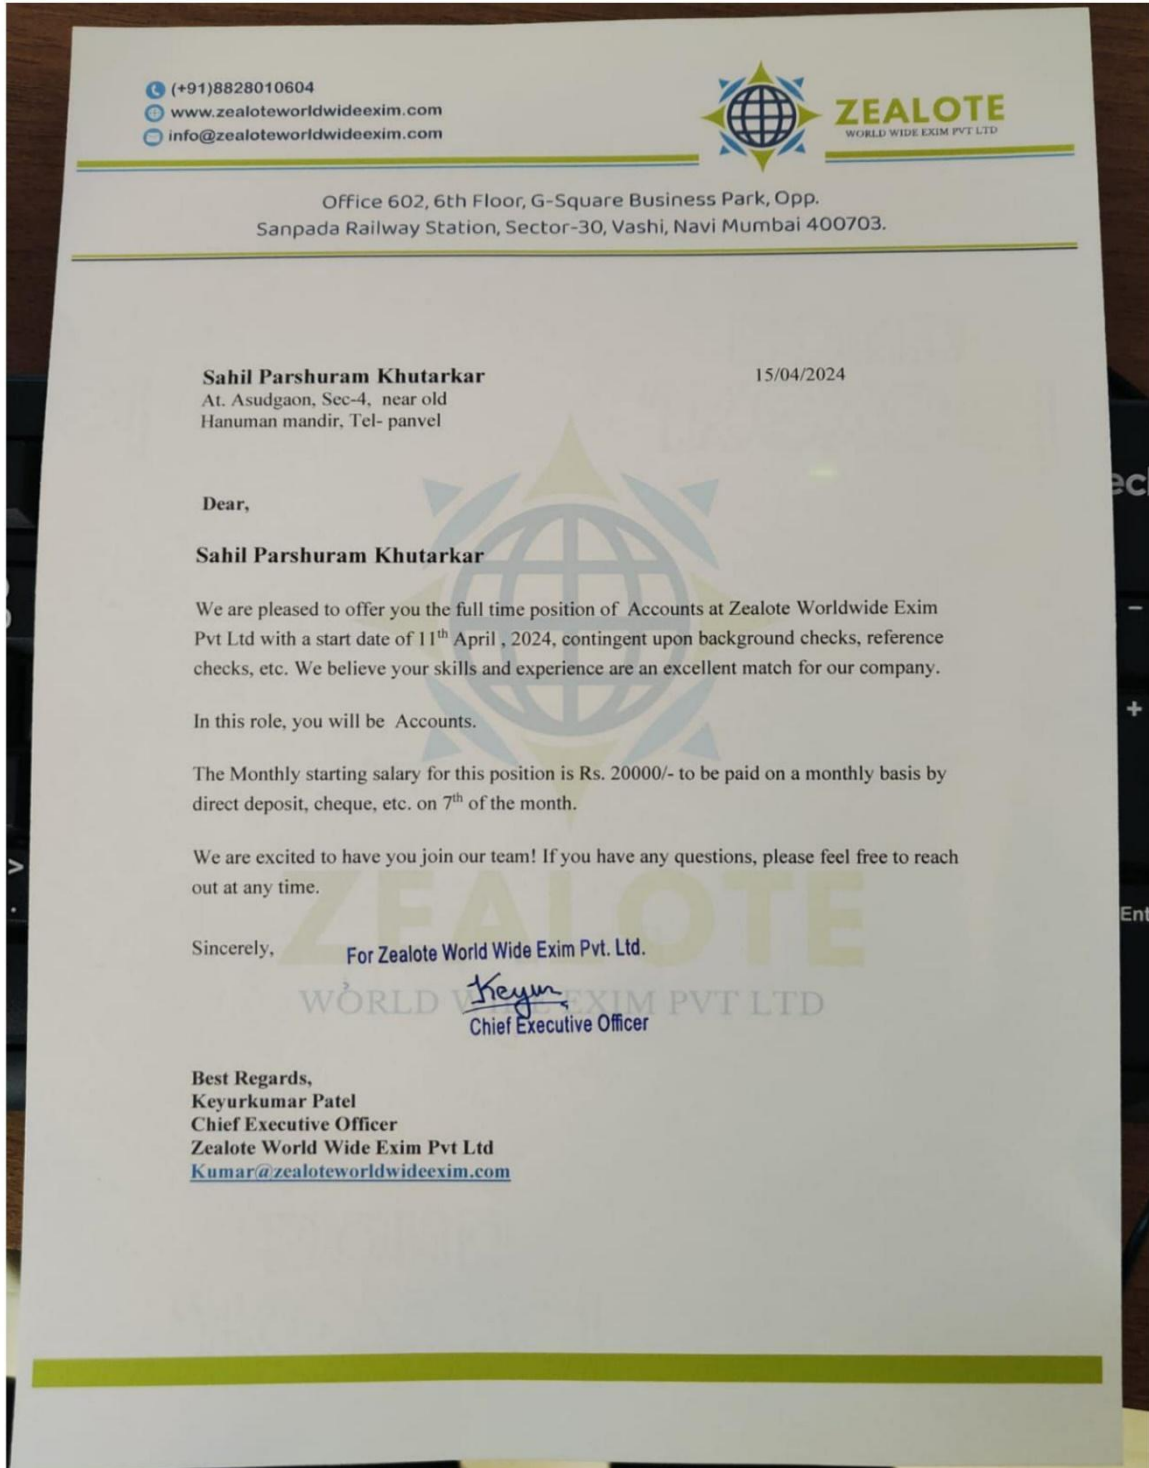 (+91)8828010604
www.zealoteworldwideexim.com
info@zealoteworldwideexim.com
ZEALOTE
WORLD WIDE EXIM PVT LTD
Office 602, 6th Floor, G-Square Business Park, Opp.
Sanpada Railway Station, Sector-30, Vashi, Navi Mumbai 400703.
Sahil Parshuram Khutarkar
15/04/2024
At. Asudgaon, Sec-4, near old
Hanuman mandir, Tel- panvel
Dear,
Sahil Parshuram Khutarkar
We are pleased to offer you the full time position of Accounts at Zealote Worldwide Exim
Pvt Ltd with a start date of 11th April , 2024, contingent upon background checks, reference
checks, etc. We believe your skills and experience are an excellent match for our company.
In this role, you will be Accounts.
The Monthly starting salary for this position is Rs. 20000/- to be paid on a monthly basis by
direct deposit, cheque, etc. on 7th of the month.
We are excited to have you join our team! If you have any questions, please feel free to reach
out at any time.
ZEALOTE
Sincerely,
For Zealote World Wide Exim Pvt. Ltd.
Keyur
WORLD WIDE EXIM PVT LTD
Chief Executive Officer
Best Regards,
Keyurkumar Patel
Chief Executive Officer
Zealote World Wide Exim Pvt Ltd
Kumar@zealoteworldwideexim.com
-
+
>
.
Ent